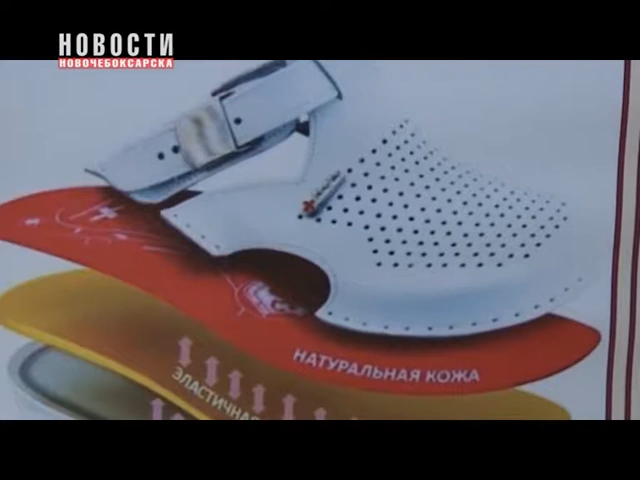 НОВОСТИ
НОВОЧЕБОКСАРСКА
НАТУРАЛЬНАЯ КОЖА
ЭЛАСТИЧНАЯ